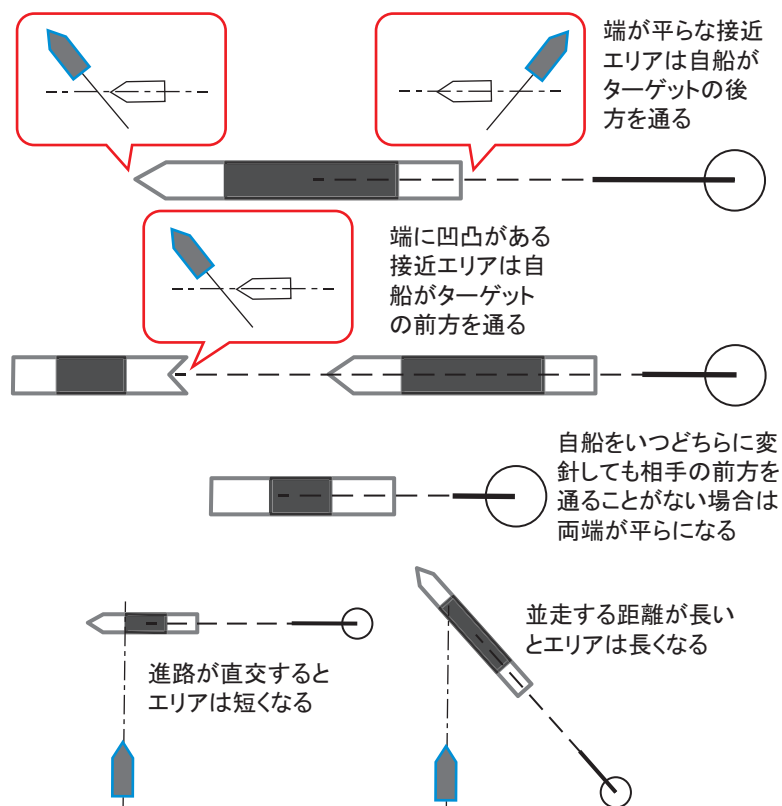 端が平らな接近
エリアは自船が
ターゲットの後
方を通る
端に凹凸がある
接近エリアは自
船がターゲット
の前方を通る
自船をいつどちらに変
針しても相手の前方を
通ることがない場合は
両端が平らになる
進路が直交すると
エリアは短くなる
並走する距離が長い
とエリアは長くなる